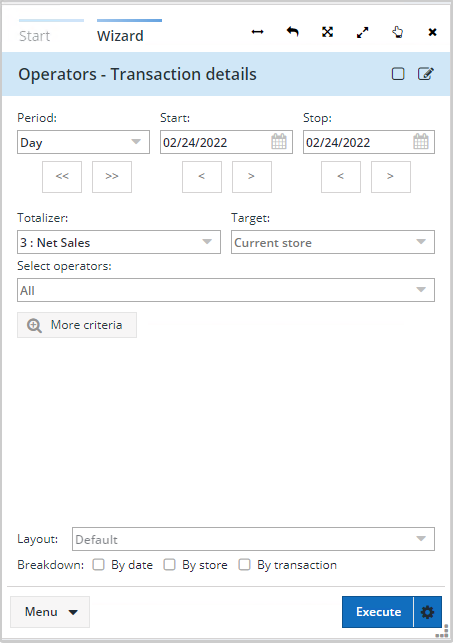 Start Wizard
Operators - Transaction details
Period: Start: Stop:
Day 02/24/2022 02/24/2022
<< >> < > < >
Totalizer: Target:
3 : Net Sales Current store
Select operators:
All
More criteria
Layout: Default
Breakdown: By date By store By transaction
Menu Execute